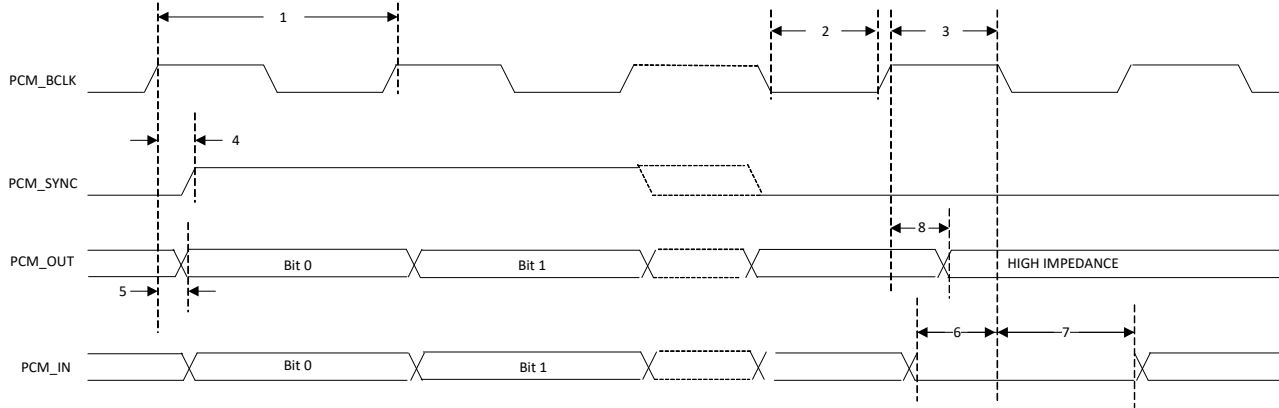 1
2
3
PCM_BCLK
4
PCM_SYNC
8
PCM_OUT
Bit 0
Bit 1
HIGH IMPEDANCE
5
6
7
PCM_IN
Bit 0
Bit 1